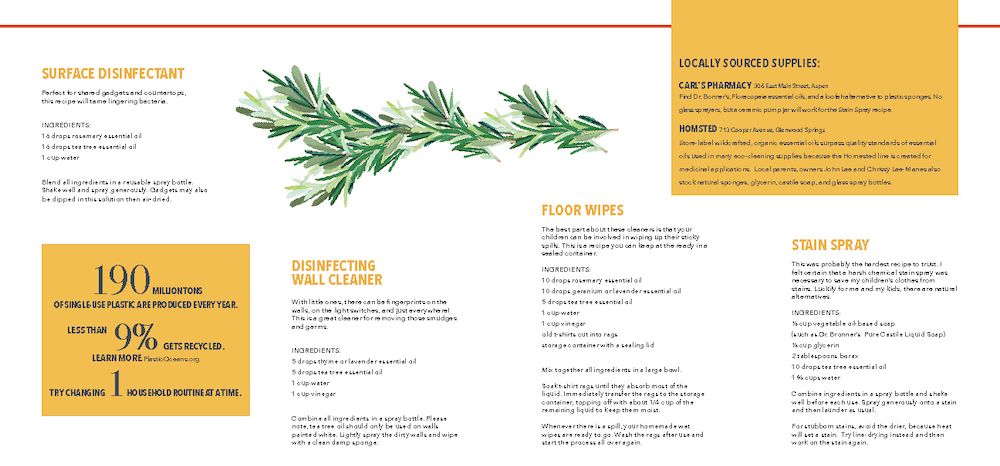 SURFACE DISINFECTANT
Perfect for shared gadgets and countertops,
this recipe will tame lingering bacteria.
INGREDIENTS:
16 drops rosemary essential oil
16 drops tea tree essential oil
1 cup water
Blend all ingredients in a reusable spray bottle.
Shake well and spray generously. Gadgets may also
be dipped in this solution then air-dried.
190 MILLION TONS
OF SINGLE-USE PLASTIC ARE PRODUCED EVERY YEAR.
LESS THAN 9% GETS RECYCLED.
LEARN MORE PlasticOceans.org
TRY CHANGING 1 HOUSEHOLD ROUTINE AT A TIME.
DISINFECTING
WALL CLEANER
With little ones, there can be fingerprints on the
walls, on the light switches, and just everywhere!
This is a great cleaner for removing those smudges
and germs.
INGREDIENTS:
5 drops thyme or lavender essential oil
5 drops tea tree essential oil
1 cup water
1 cup vinegar
Combine all ingredients in a spray bottle. Please
note, tea tree oil should only be used on walls
painted white. Lightly spray the dirty walls and wipe
with a clean damp sponge.
FLOOR WIPES
The best part about these cleaners is that your
children can be involved in wiping up their sticky
spills. This is a recipe you can keep at the ready in a
sealed container.
INGREDIENTS:
10 drops rosemary essential oil
10 drops geranium or lavender essential oil
5 drops tea tree essential oil
1 cup water
1 cup vinegar
old t-shirts cut into rags
storage container with a sealing lid
Mix together all ingredients in a large bowl.
Soak t-shirt rags until they absorb most of the
liquid. Immediately transfer the rags to the storage
container, topping off with about 1/4 cup of the
remaining liquid to keep them moist.
Whenever there is a spill, your homemade wet
wipes are ready to go. Wash the rags after use and
start the process all over again.
LOCALLY SOURCED SUPPLIES:
CARL'S PHARMACY 306 East Main Street, Aspen
Find Dr. Bronner's, Floracopeia essential oils, and a loofa alternative to plastic sponges. No
glass sprayers, but a ceramic pump jar will work for the Stain Spray recipe.
HOMSTED 713 Cooper Avenue, Glenwood Springs
Store-label wildcrafted, organic essential oils surpass quality standards of essential
oils used in many eco-cleaning supplies because the Homested line is created for
medicinal applications. Local parents, owners John Lee and Chrissy Lee-Manes also
stock natural sponges, glycerin, castile soap, and glass spray bottles.
STAIN SPRAY
This was probably the hardest recipe to trust. I
felt certain that a harsh chemical stain spray was
necessary to save my children's clothes from
stains. Luckily for me and my kids, there are natural
alternatives.
INGREDIENTS:
cup vegetable oil-based soap
(such as Dr. Bronner's Pure Castile Liquid Soap)
cup glycerin
2 tablespoons borax
10 drops tea tree essential oil
1 cups water
Combine ingredients in a spray bottle and shake
well before each use. Spray generously onto a stain
and then launder as usual.
For stubborn stains, avoid the drier, because heat
will set a stain. Try line-drying instead and then
work on the stain again.